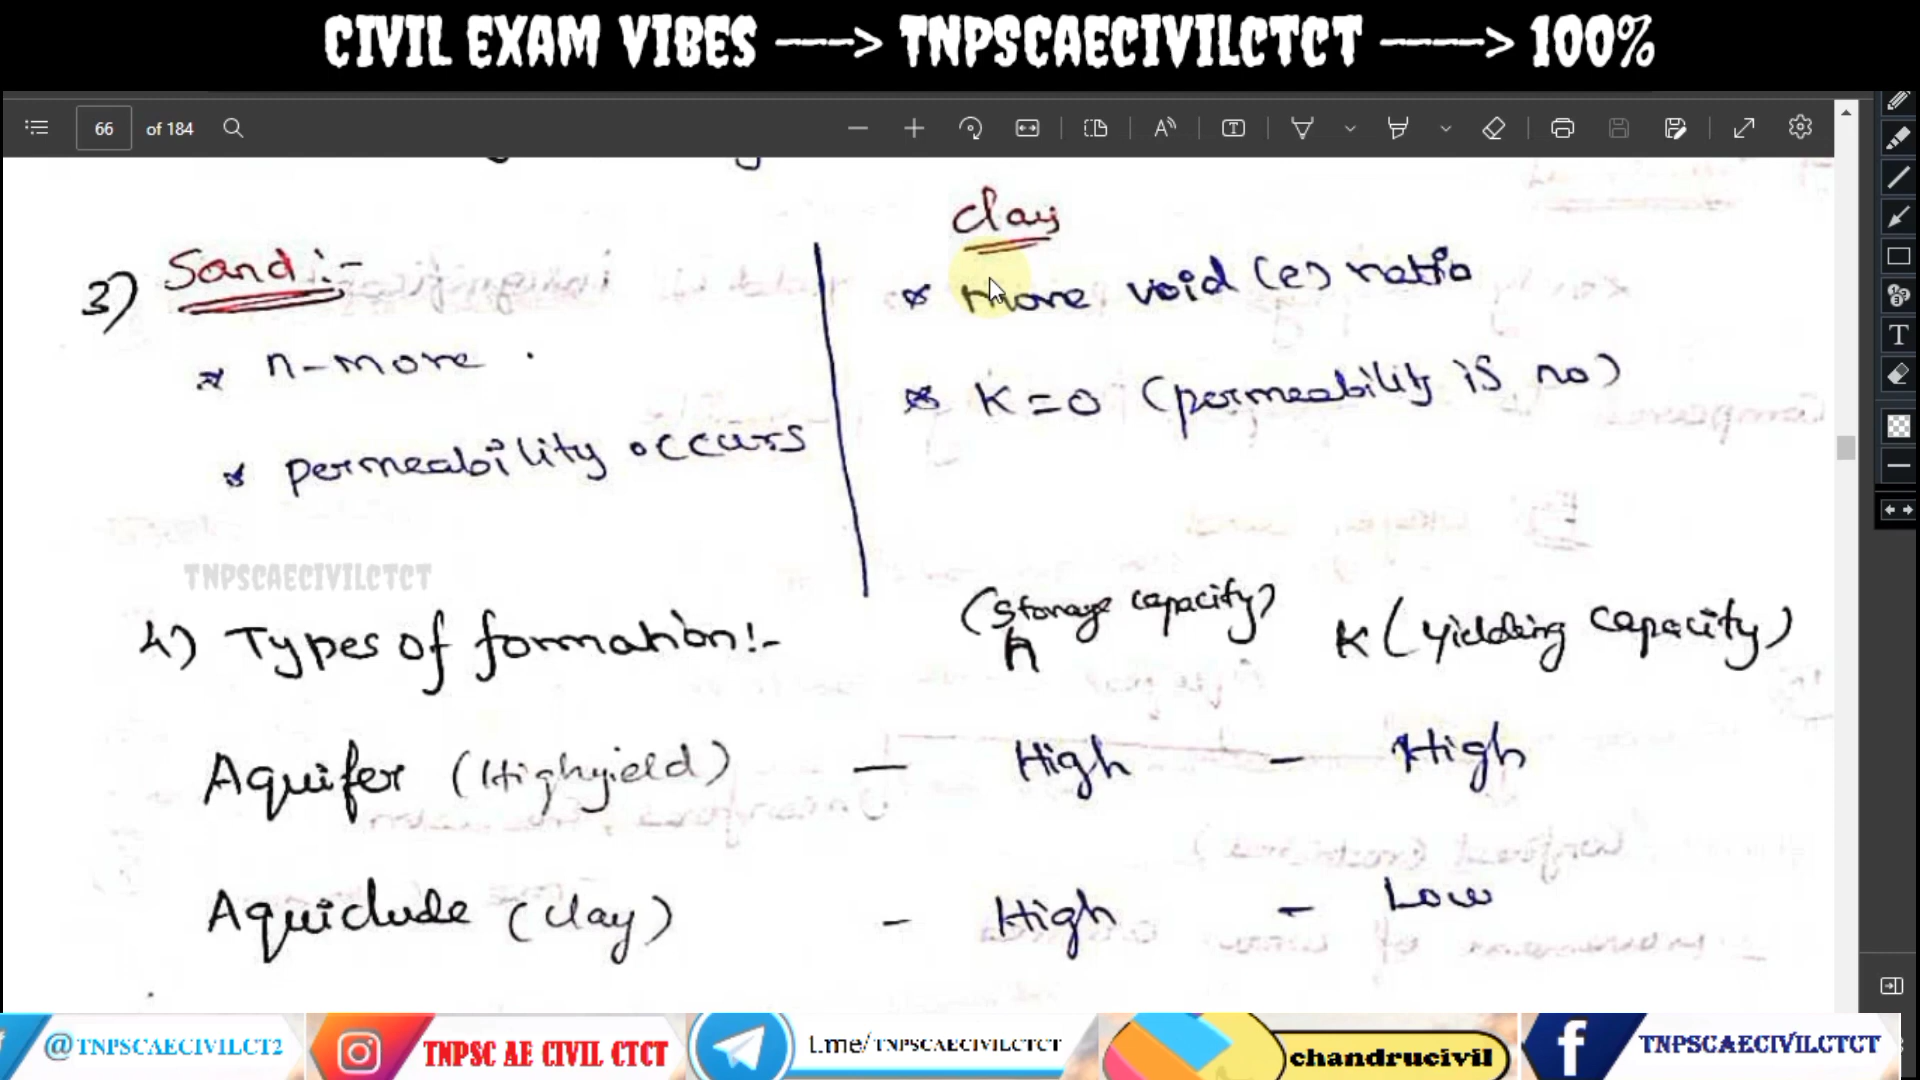 CIVIL EXAM VIBES ---> TNPSCAECIVILCTCT ----> 100%
66 of 184
clay
3) Sand:-
* more void (e) ratio
* n-more
* K=0 (permeability is no)
* permeability occurs
TNPSCAECIVILCTCT
4) Types of formation:-
(storage capacity)
n
K (yielding capacity)
Aquifer (High yield) - High - High
Aquiclude (clay) - High - Low
@TNPSCAECIVILCT2
TNPSC AE CIVIL CTCT
t.me/TNPSCAECIVILCTCT
chandrucivil
TNPSCAECIVILCTCT